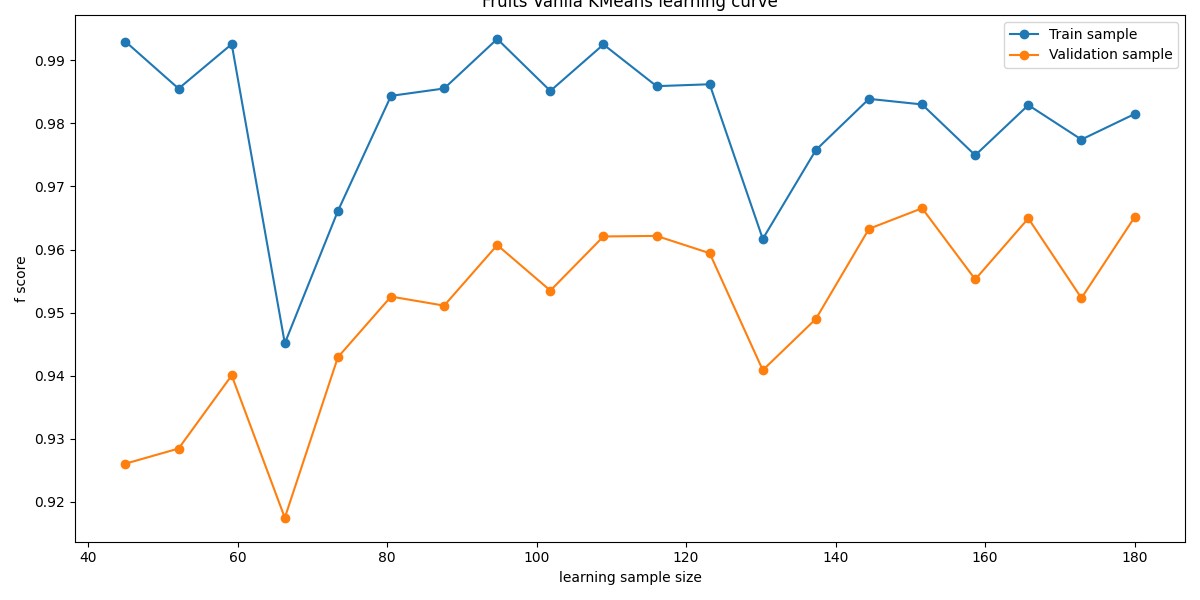 Fruits Vanila KMeans learning curve
Train sample
Validation sample
0.99
0.98
0.97
0.96
0.95
0.94
0.93
0.92
f score
40 60 80 100 120 140 160 180
learning sample size